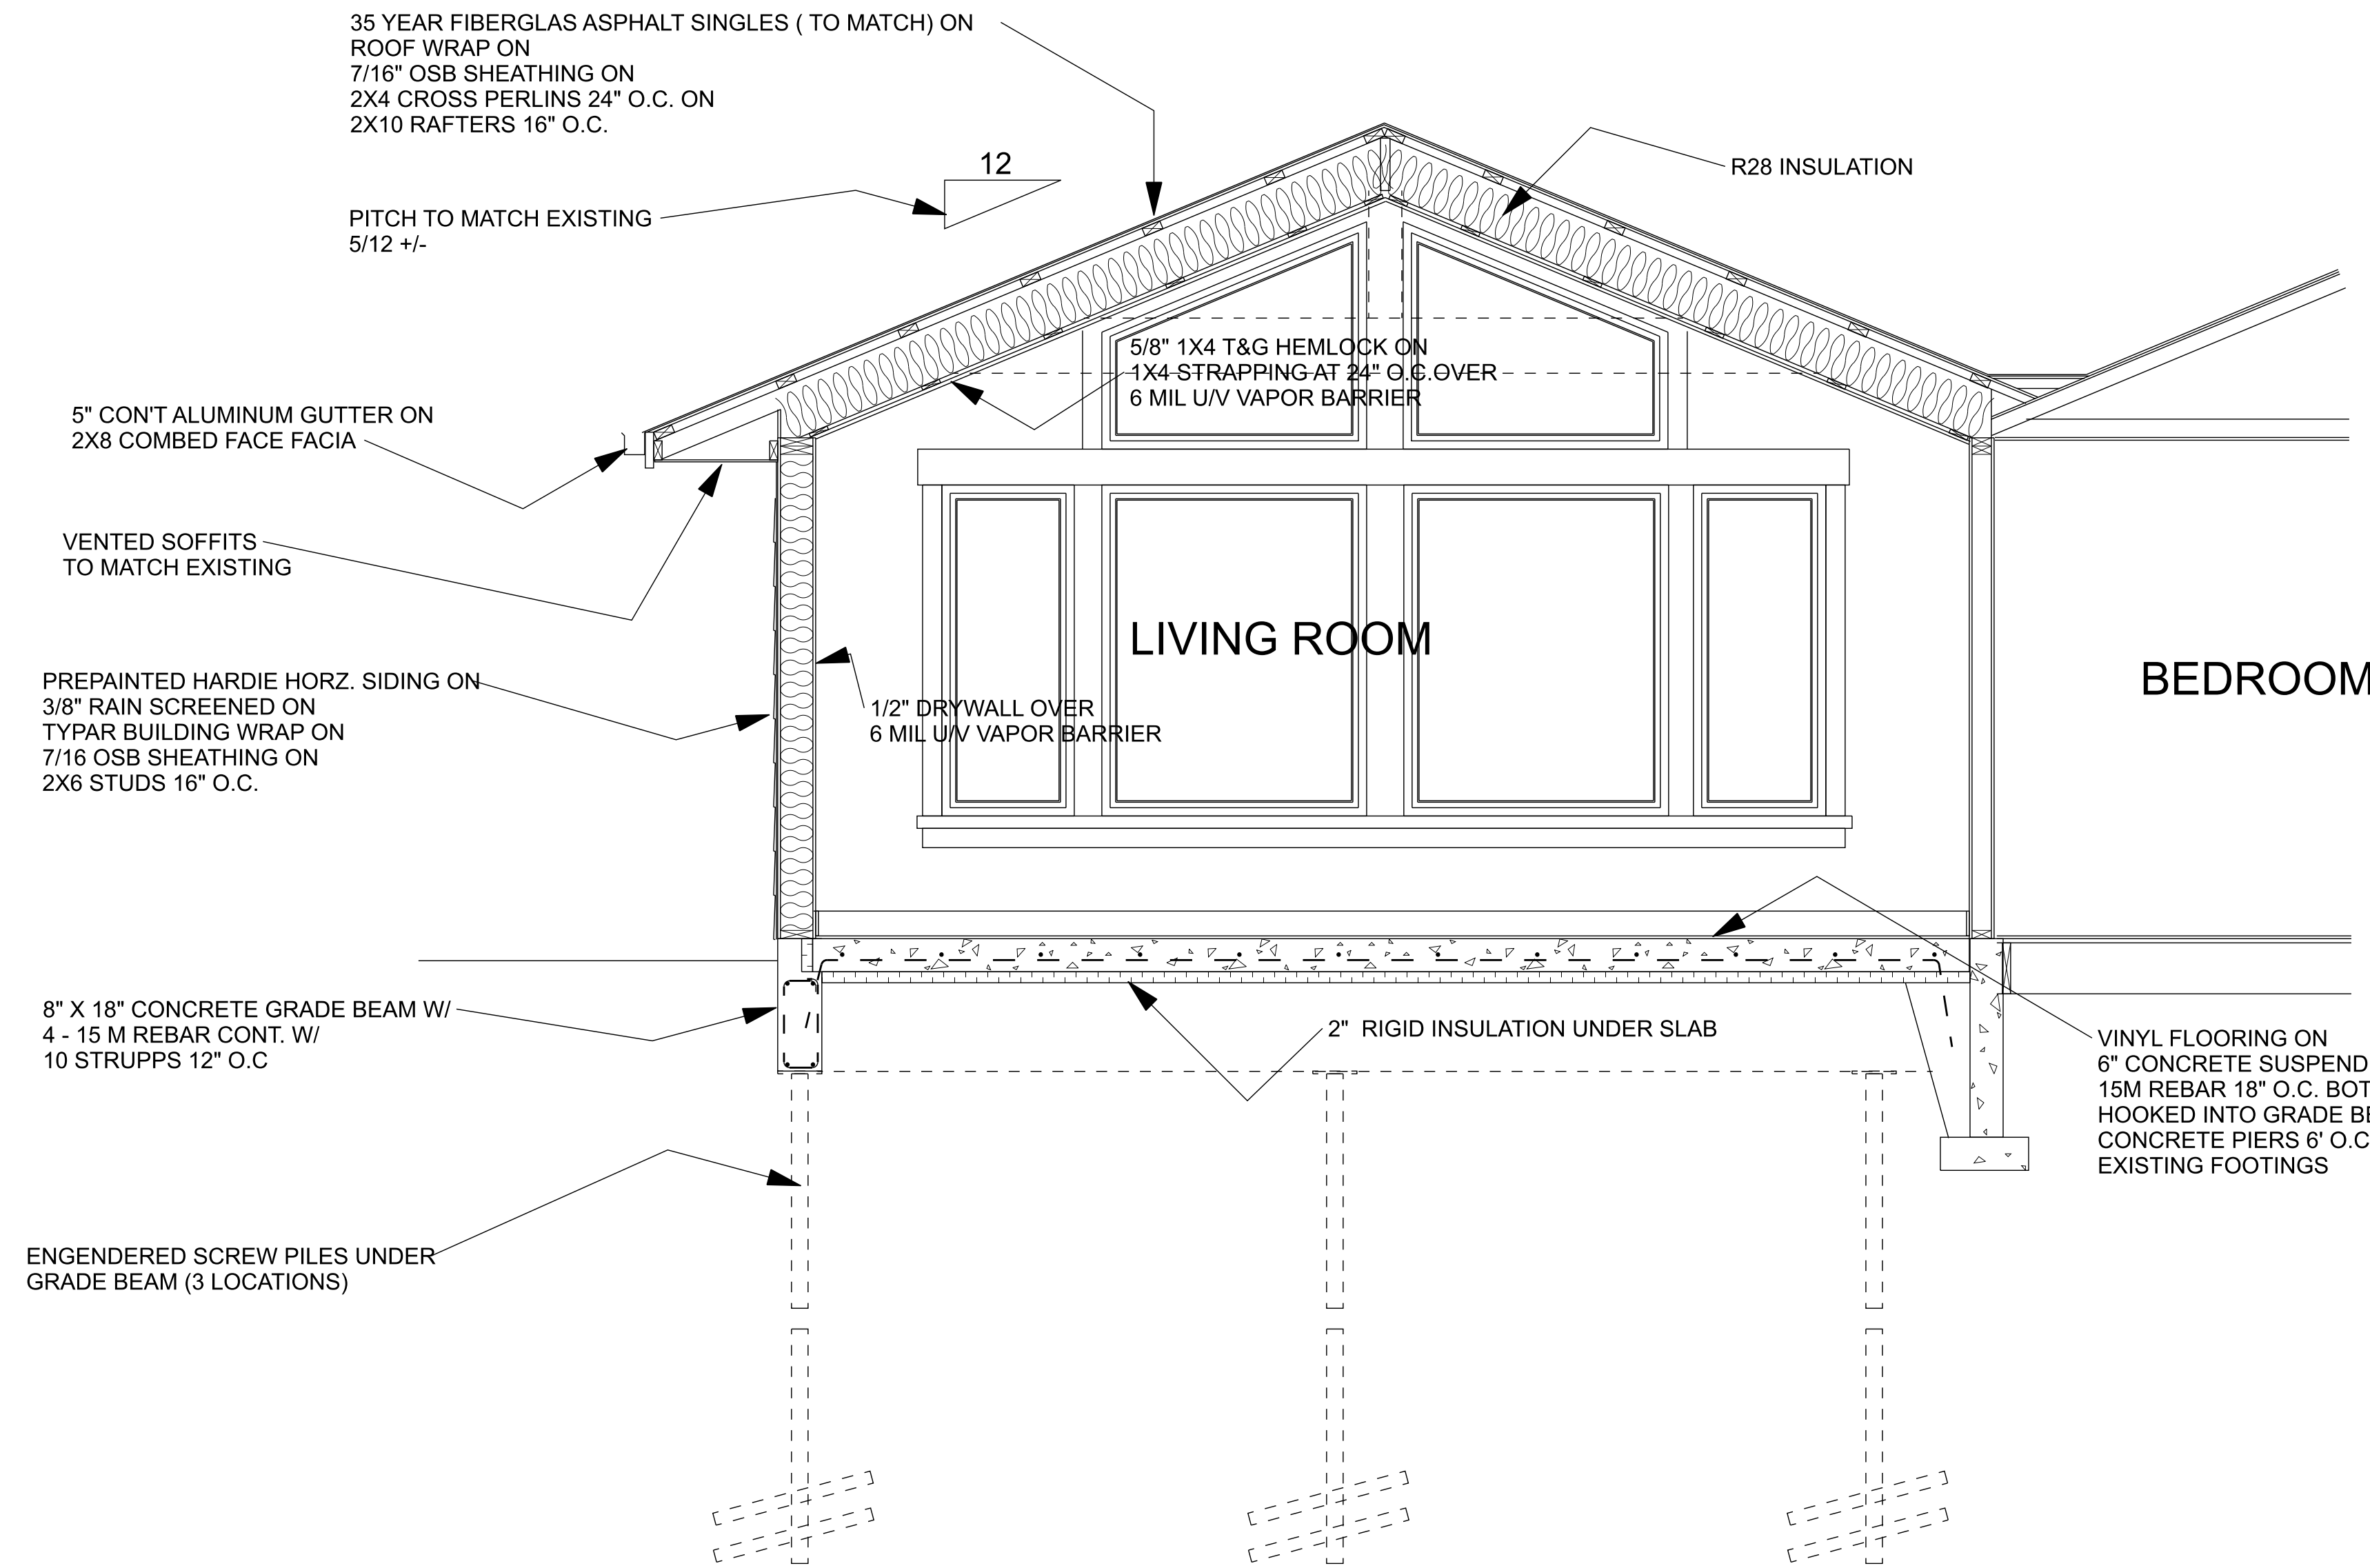 35 YEAR FIBERGLAS ASPHALT SINGLES ( TO MATCH) ON
ROOF WRAP ON
7/16" OSB SHEATHING ON
2X4 CROSS PERLINS 24" O.C. ON
2X10 RAFTERS 16" O.C.
12
R28 INSULATION
PITCH TO MATCH EXISTING
5/12 +/-
5/8" 1X4 T&G HEMLOCK ON
1X4 STRAPPING AT 24" O.C.OVER
6 MIL U/V VAPOR BARRIER
5" CON'T ALUMINUM GUTTER ON
2X8 COMBED FACE FACIA
VENTED SOFFITS
TO MATCH EXISTING
LIVING ROOM
BEDROOM
PREPAINTED HARDIE HORZ. SIDING ON
3/8" RAIN SCREENED ON
TYPAR BUILDING WRAP ON
7/16 OSB SHEATHING ON
2X6 STUDS 16" O.C.
1/2" DRYWALL OVER
6 MIL U/V VAPOR BARRIER
8" X 18" CONCRETE GRADE BEAM W/
4 - 15 M REBAR CONT. W/
10 STRUPPS 12" O.C
2" RIGID INSULATION UNDER SLAB
VINYL FLOORING ON
6" CONCRETE SUSPEND
15M REBAR 18" O.C. BOT
HOOKED INTO GRADE BE
CONCRETE PIERS 6' O.C
EXISTING FOOTINGS
ENGENDERED SCREW PILES UNDER
GRADE BEAM (3 LOCATIONS)